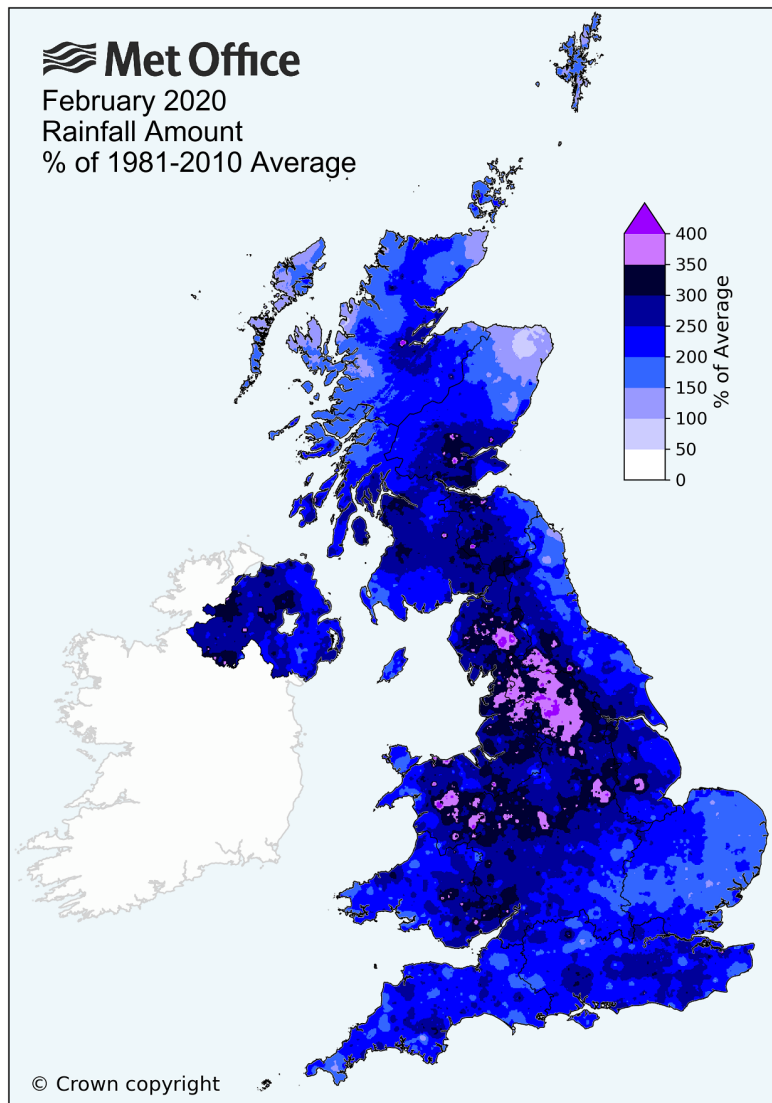 Met Office
February 2020
Rainfall Amount
% of 1981-2010 Average
400
350
300
250
200
150
100
50
0
% of Average
© Crown copyright